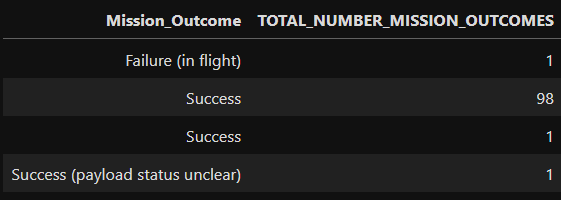 Mission_Outcome TOTAL_NUMBER_MISSION_OUTCOMES
Failure (in flight) 1
Success 98
Success 1
Success (payload status unclear) 1